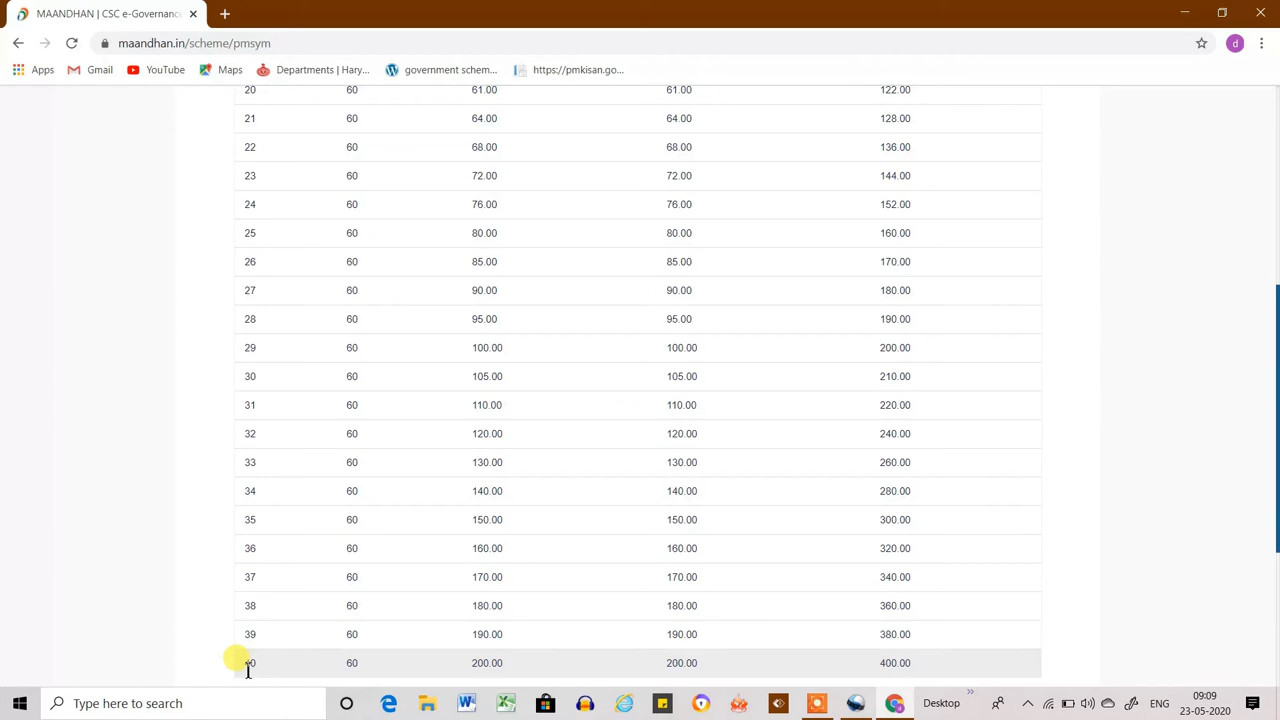 MAANDHAN | CSC e-Governance
maandhan.in/scheme/pmsym
Apps Gmail YouTube Maps Departments | Hary... government schem... https://pmkisan.go...
20 60 61.00 61.00 122.00
21 60 64.00 64.00 128.00
22 60 68.00 68.00 136.00
23 60 72.00 72.00 144.00
24 60 76.00 76.00 152.00
25 60 80.00 80.00 160.00
26 60 85.00 85.00 170.00
27 60 90.00 90.00 180.00
28 60 95.00 95.00 190.00
29 60 100.00 100.00 200.00
30 60 105.00 105.00 210.00
31 60 110.00 110.00 220.00
32 60 120.00 120.00 240.00
33 60 130.00 130.00 260.00
34 60 140.00 140.00 280.00
35 60 150.00 150.00 300.00
36 60 160.00 160.00 320.00
37 60 170.00 170.00 340.00
38 60 180.00 180.00 360.00
39 60 190.00 190.00 380.00
60 200.00 200.00 400.00
Type here to search Desktop ENG 09:09
23-05-2020